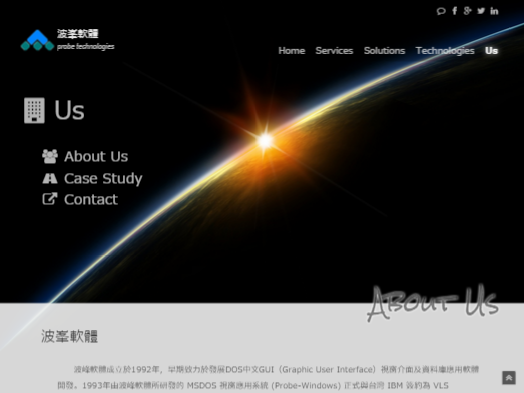 波峯軟體
probe technologies
Home Services Solutions Technologies Us
Us
About Us
Case Study
Contact
About Us
波峯軟體
波峰軟體成立於1992年，早期致力於發展DOS中文GUI（Graphic User Interface）視窗介面及資料庫應用軟體
開發。1993年由波峰軟體所研發的 MSDOS 視窗應用系統 (Probe-Windows) 正式與台灣 IBM 簽約為 VLS